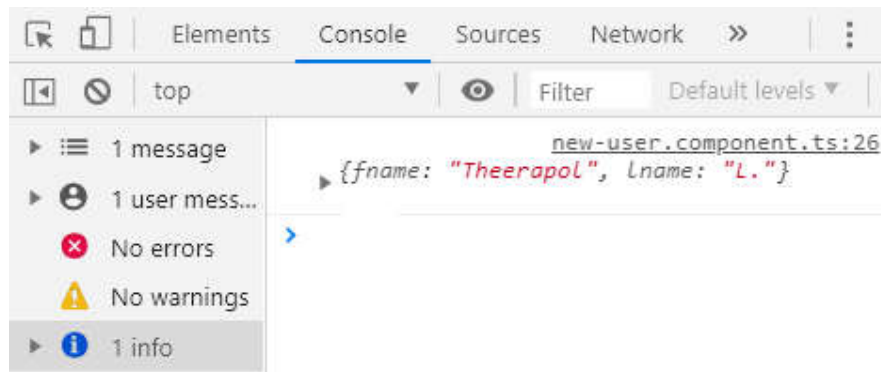 Elements Console Sources Network »
top Filter Default levels
1 message
1 user mess...
No errors
No warnings
1 info
new-user.component.ts:26
{fname: "Theerapol", lname: "L."}
>